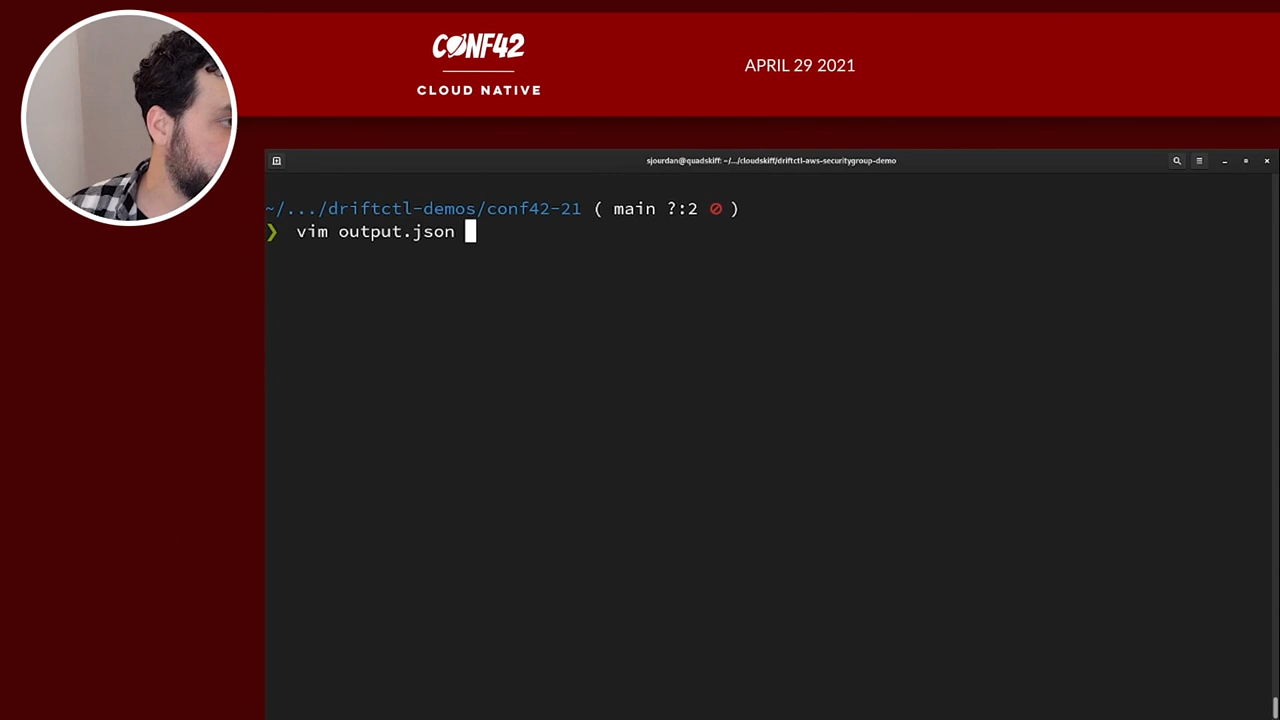 CONF42
CLOUD NATIVE
APRIL 29 2021
sjourdan@quadskiff: ~/.../cloudskiff/driftctl-aws-securitygroup-demo
~/.../driftctl-demos/conf42-21 ( main ?:2 )
❯ vim output.json